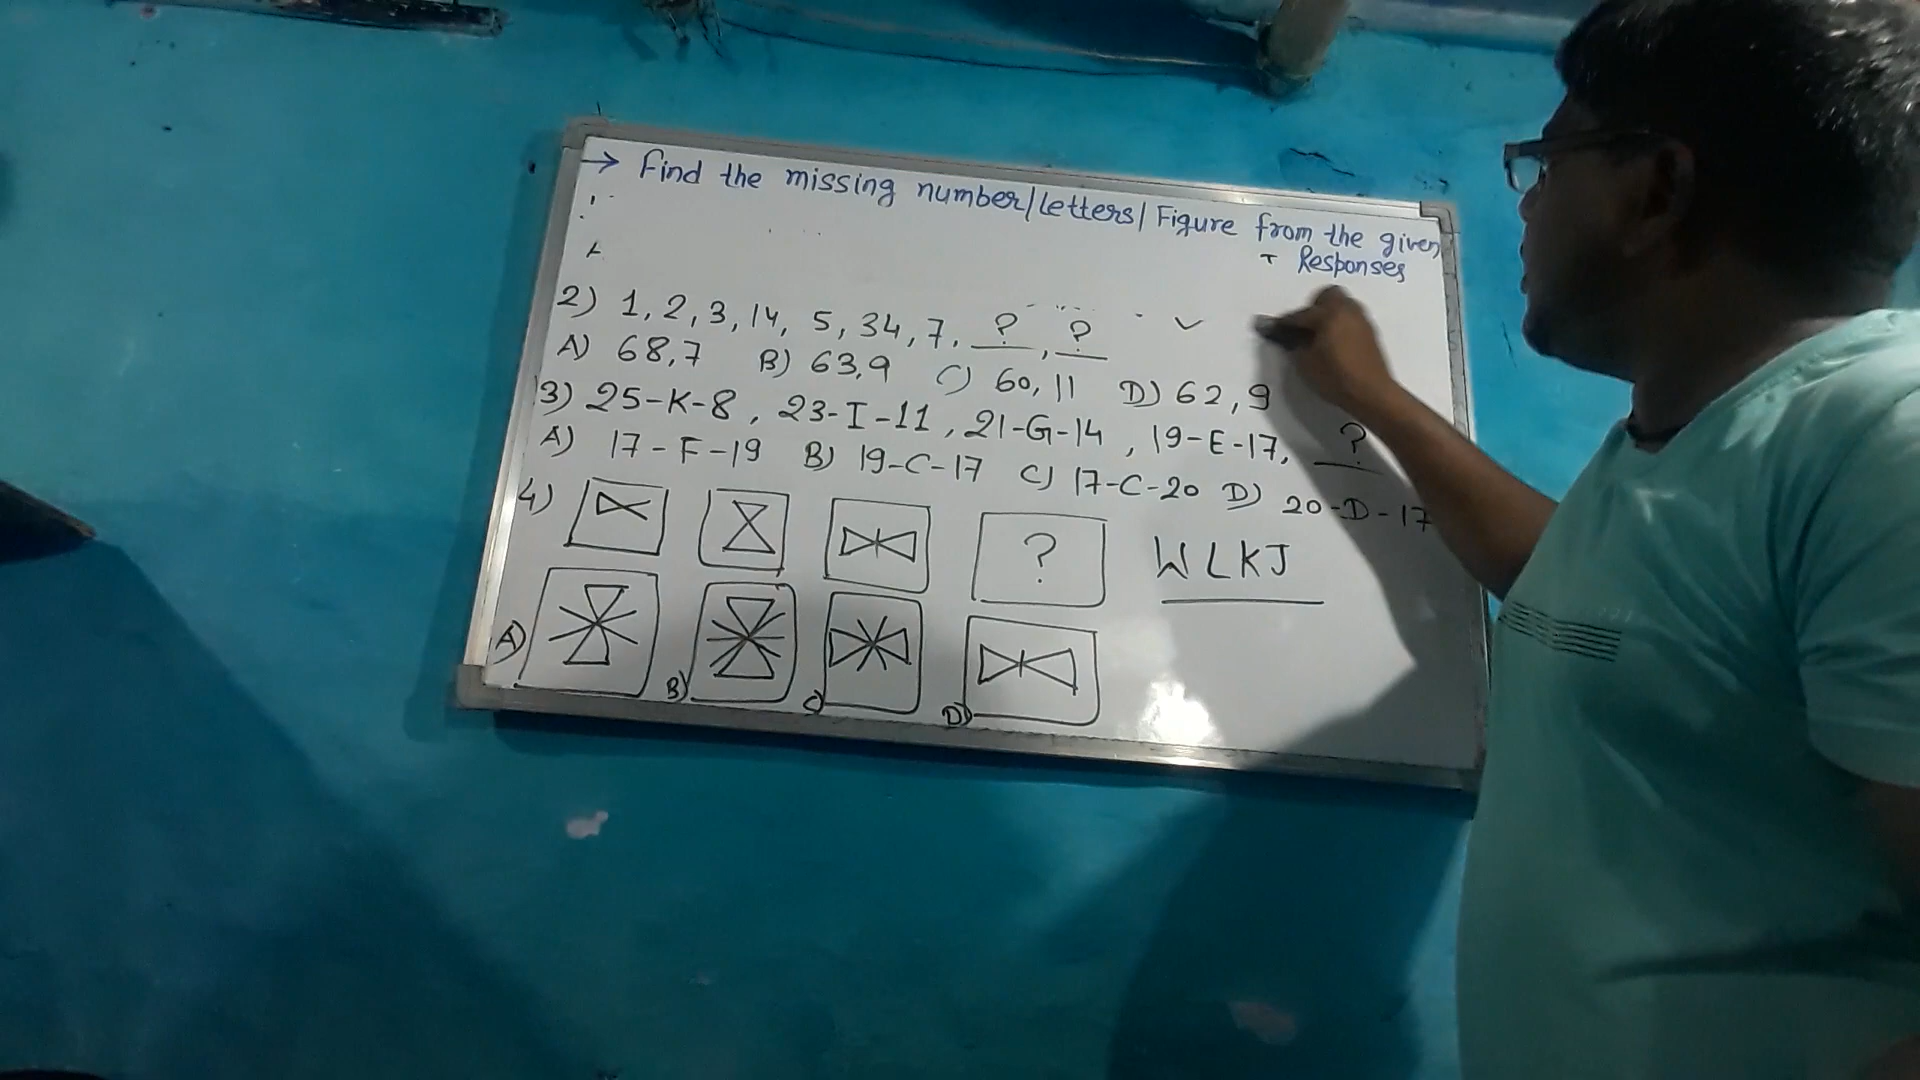 → Find the missing number/Letters/Figure from the given
Responses
2) 1, 2, 3, 14, 5, 34, 7, ?, ?
A) 68,7 B) 63,9 C) 60,11 D) 62,9
3) 25-K-8, 23-I-11, 21-G-14, 19-E-17, ?
A) 17-F-19 B) 19-C-17 C) 17-C-20 D) 20-D-17
4) ? WLKJ
A) B) C) D)